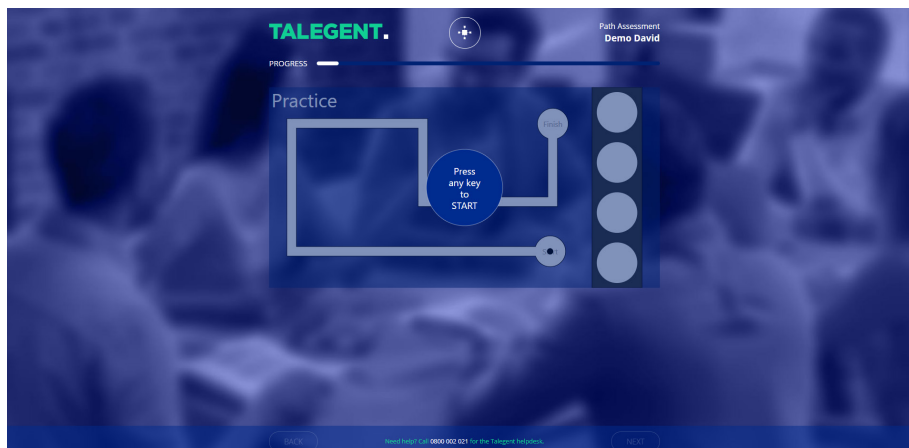 TALEGENT.
Path Assessment
Demo David
PROGRESS
Practice
Finish
Press
any key
to
START
BACK
Need help? Call 0800 002 021 for the Talegent helpdesk.
NEXT